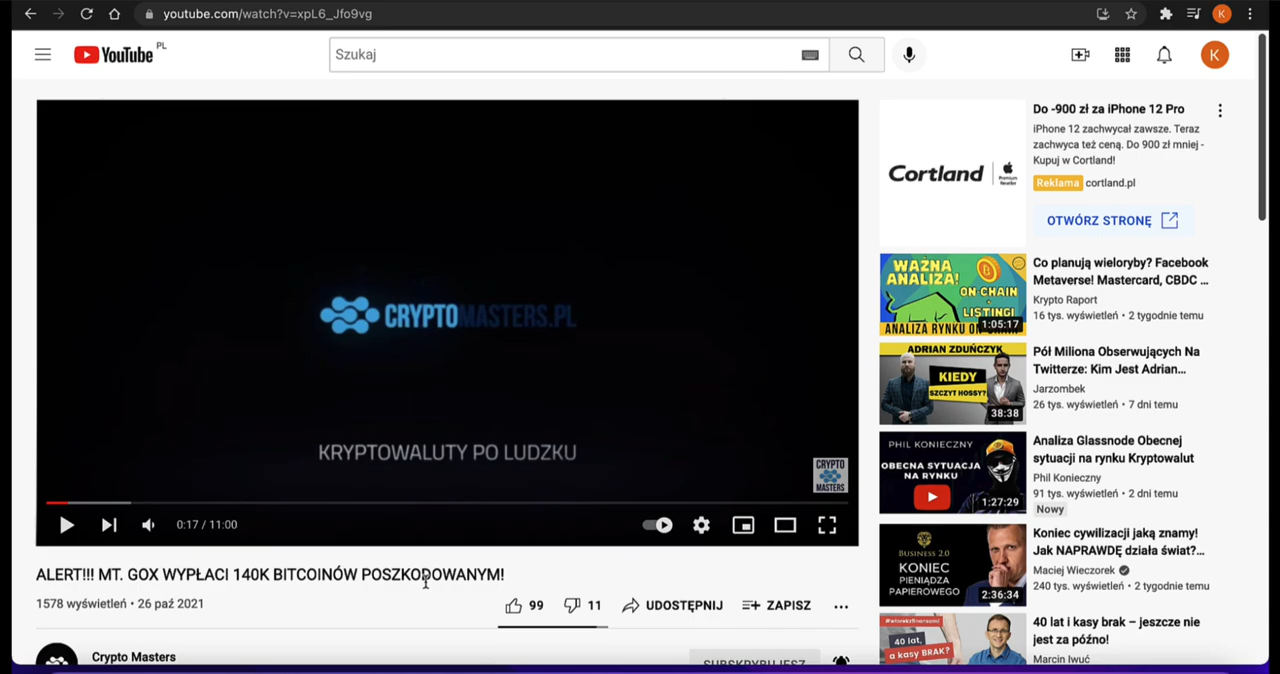 youtube.com/watch?v=xpL6_Jfo9vg
K
YouTube PL
Szukaj
K
CRYPTOMASTERS.PL
KRYPTOWALUTY PO LUDZKU
CRYPTO
MASTERS
0:17 / 11:00
ALERT!!! MT. GOX WYPŁACI 140K BITCOINÓW POSZKODOWANYM!
1578 wyświetleń • 26 paź 2021
99
11
UDOSTĘPNIJ
ZAPISZ
Crypto Masters
SUBSKRYBUJESZ
Cortland
Premium
Reseller
Do -900 zł za iPhone 12 Pro
iPhone 12 zachwycał zawsze. Teraz
zachwyca też ceną. Do 900 zł mniej -
Kupuj w Cortland!
Reklama cortland.pl
OTWÓRZ STRONĘ
WAŻNA
ANALIZA!
ON-CHAIN
+
LISTINGI
ANALIZA RYNKU ON
1:05:17
Co planują wieloryby? Facebook
Metaverse! Mastercard, CBDC ...
Krypto Raport
16 tys. wyświetleń • 2 tygodnie temu
ADRIAN ZDUŃCZYK
KIEDY
SZCZYT HOSSY?
38:38
Pół Miliona Obserwujących Na
Twitterze: Kim Jest Adrian...
Jarzombek
26 tys. wyświetleń • 7 dni temu
PHIL KONIECZNY
OBECNA SYTUACJA
NA RYNKU
1:27:29
Analiza Glassnode Obecnej
sytuacji na rynku Kryptowalut
Phil Konieczny
91 tys. wyświetleń • 2 dni temu
Nowy
BUSINESS 2.0
KONIEC
PIENIĄDZA
PAPIEROWEGO
2:36:34
Koniec cywilizacji jaką znamy!
Jak NAPRAWDĘ działa świat?...
Maciej Wieczorek
240 tys. wyświetleń • 2 tygodnie temu
40 lat,
a kasy BRAK?
40 lat i kasy brak – jeszcze nie
jest za późno!
Marcin Iwuć